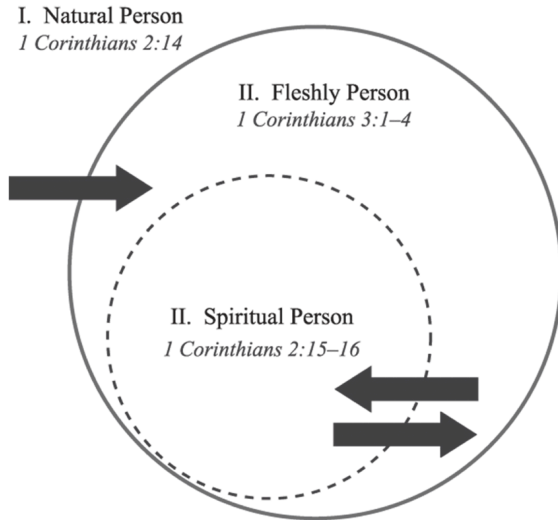 I.  Natural Person
1 Corinthians 2:14
II.  Fleshly Person
1 Corinthians 3:1–4
II.  Spiritual Person
1 Corinthians 2:15–16